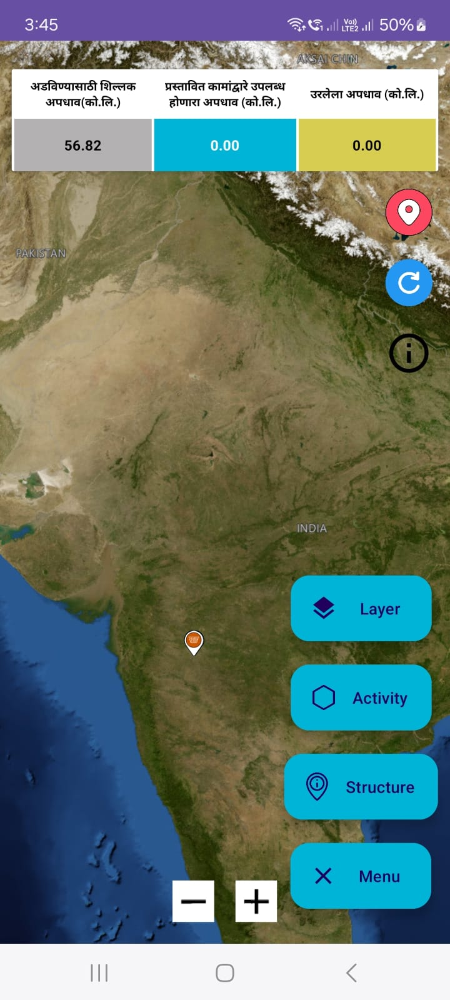 3:45
Vo))
LTE2
50%
AKSAI CHIN
अडविण्यासाठी शिल्लक
अपधाव(को.लि.)
प्रस्तावित कामांद्वारे उपलब्ध
होणारा अपधाव (को.लि.)
उरलेला अपधाव (को.लि.)
56.82
0.00
0.00
PAKISTAN
INDIA
Layer
Activity
Structure
Menu